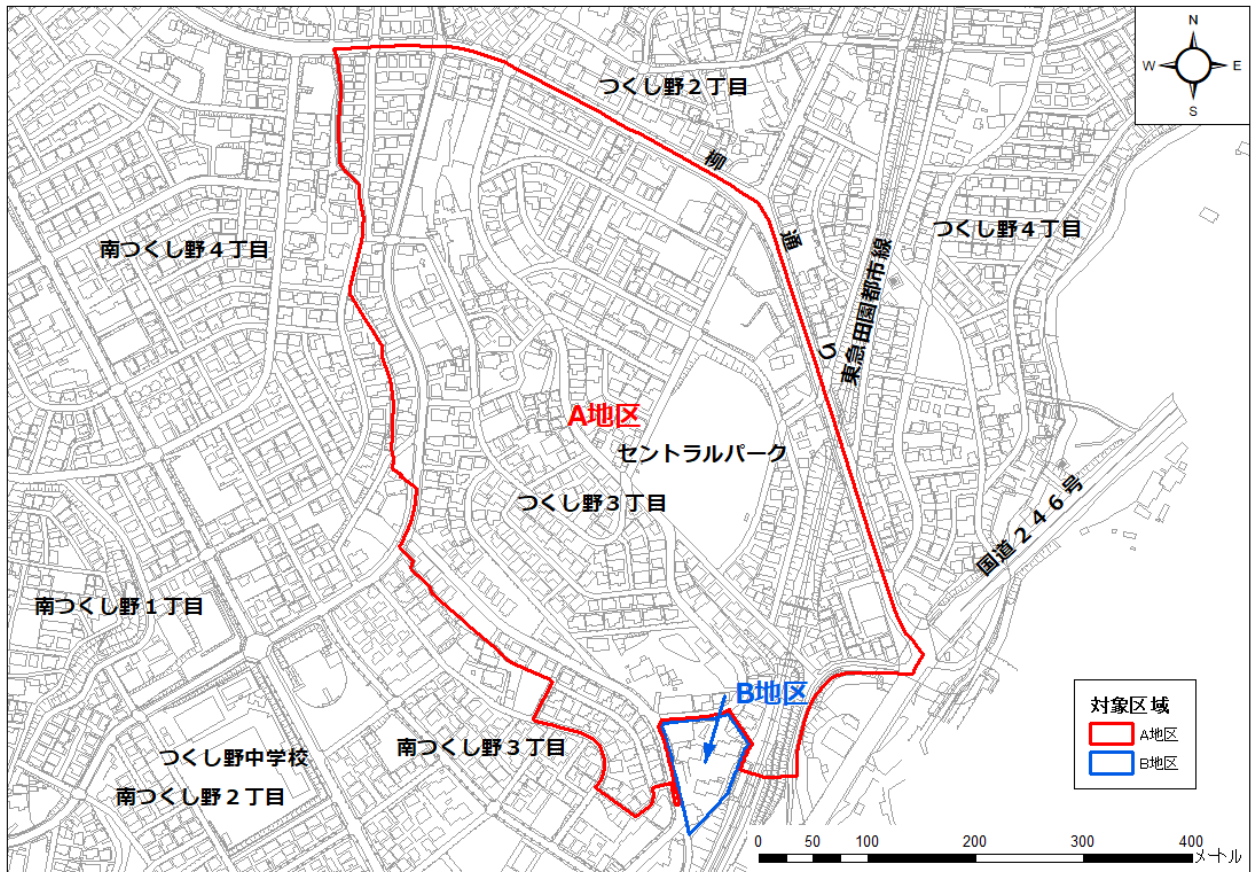 N
W E
S
つくし野２丁目
柳
通
り
東急田園都市線
つくし野４丁目
南つくし野４丁目
A地区
セントラルパーク
つくし野３丁目
国道２４６号
南つくし野１丁目
B地区
対象区域
A地区
B地区
南つくし野３丁目
つくし野中学校
南つくし野２丁目
0 50 100 200 300 400
メートル